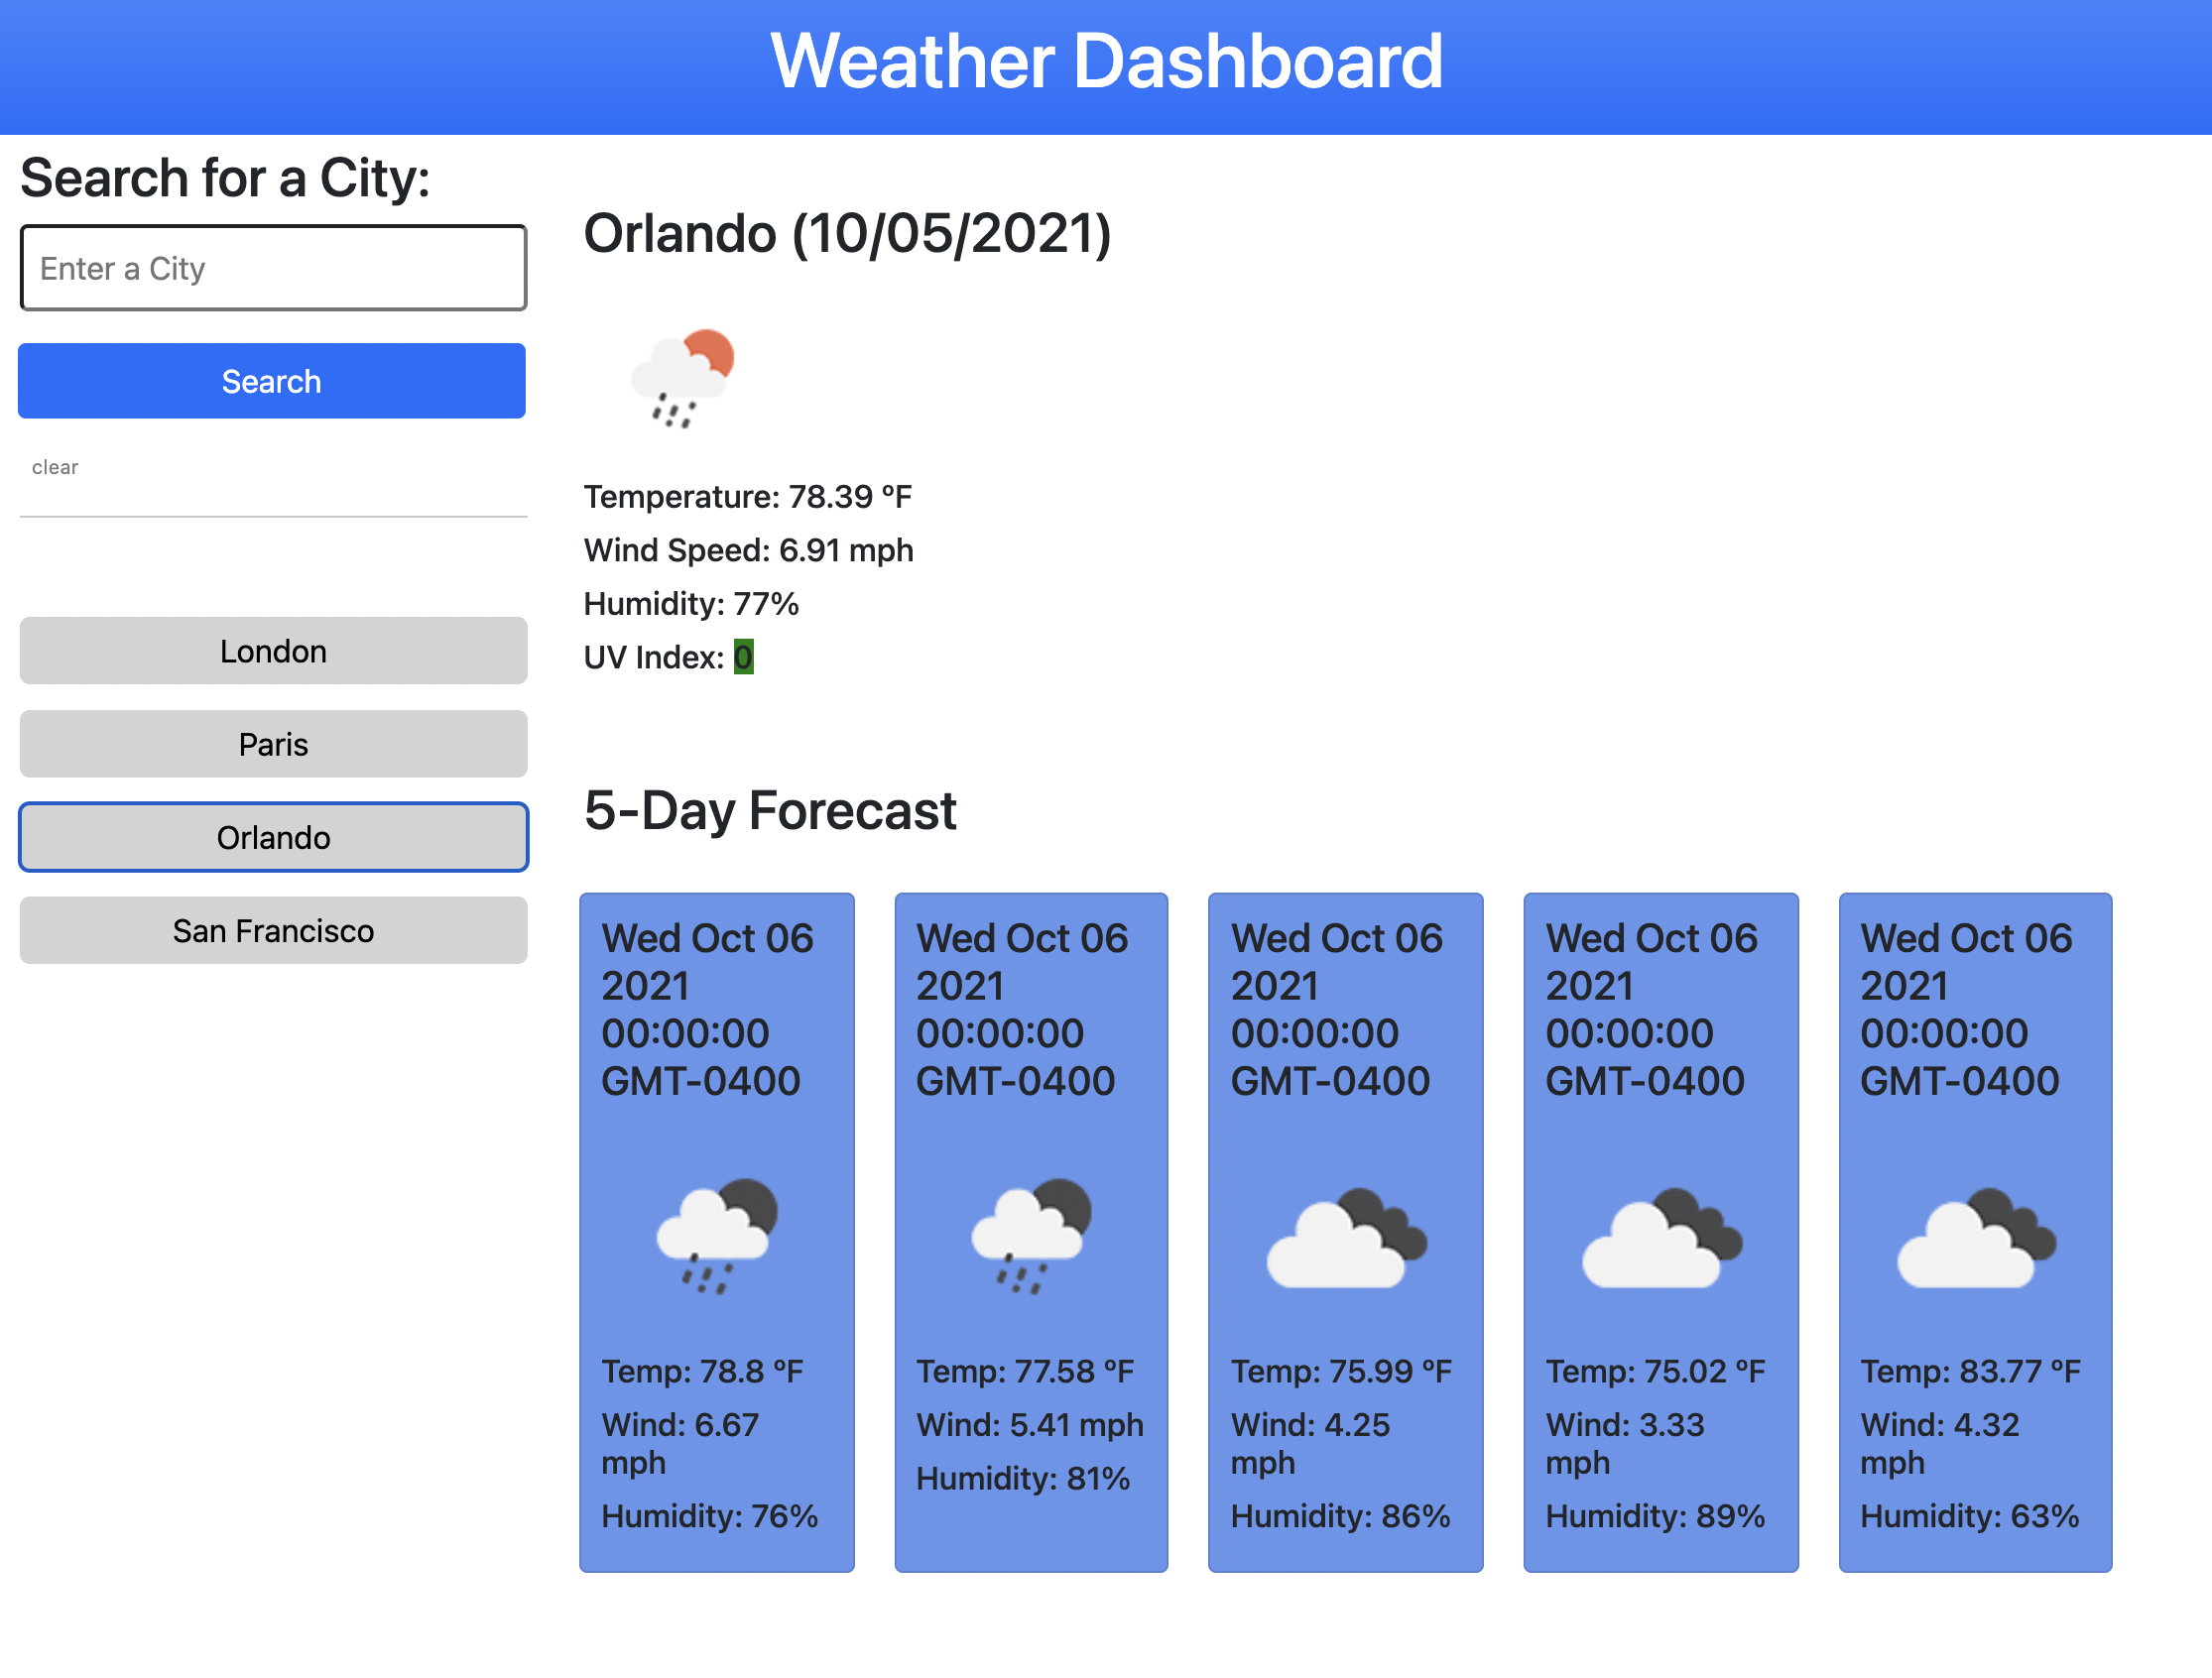 Weather Dashboard
Search for a City:
Enter a City
Search
clear
London
Paris
Orlando
San Francisco
Orlando (10/05/2021)
Temperature: 78.39 ºF
Wind Speed: 6.91 mph
Humidity: 77%
UV Index: 0
5-Day Forecast
Wed Oct 06
2021
00:00:00
GMT-0400
Temp: 78.8 ºF
Wind: 6.67
mph
Humidity: 76%
Wed Oct 06
2021
00:00:00
GMT-0400
Temp: 77.58 ºF
Wind: 5.41 mph
Humidity: 81%
Wed Oct 06
2021
00:00:00
GMT-0400
Temp: 75.99 ºF
Wind: 4.25
mph
Humidity: 86%
Wed Oct 06
2021
00:00:00
GMT-0400
Temp: 75.02 ºF
Wind: 3.33
mph
Humidity: 89%
Wed Oct 06
2021
00:00:00
GMT-0400
Temp: 83.77 ºF
Wind: 4.32
mph
Humidity: 63%